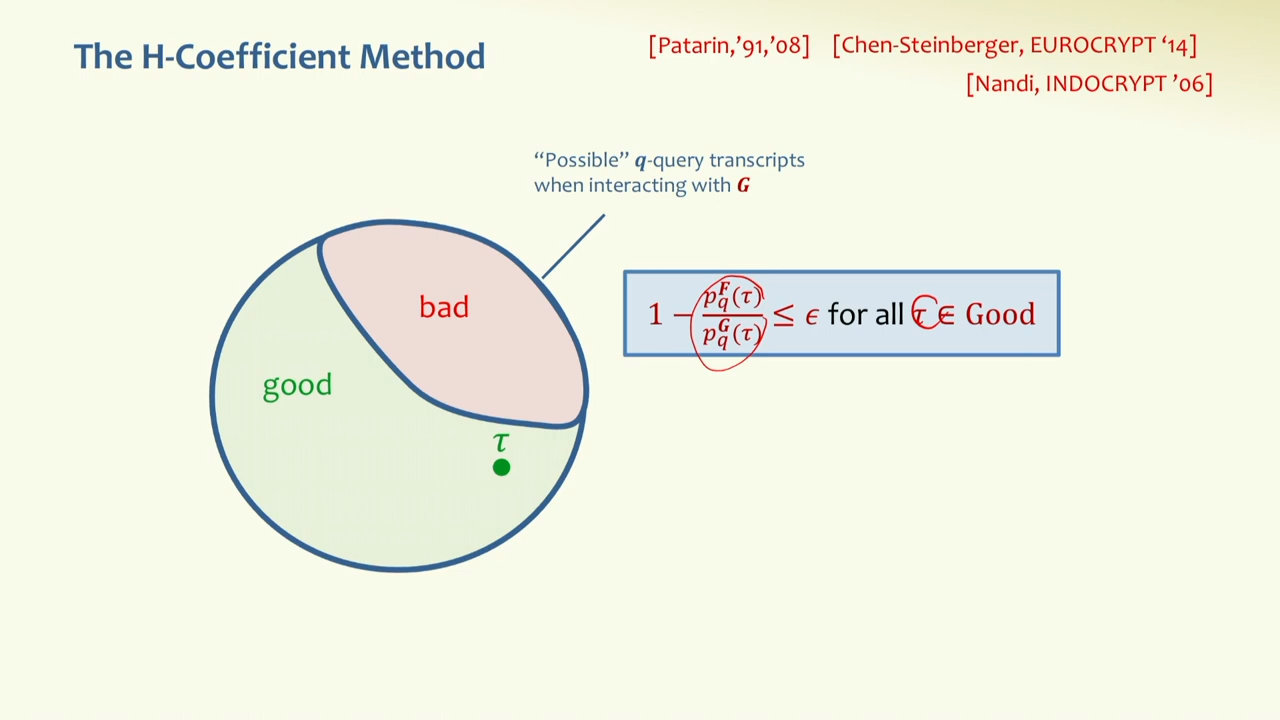 The H-Coefficient Method
[Patarin,’91,’08] [Chen-Steinberger, EUROCRYPT ‘14]
[Nandi, INDOCRYPT ’06]
“Possible” q-query transcripts
when interacting with G
bad
good
τ
1 − p_q^F(τ) / p_q^G(τ) ≤ ϵ for all τ ∈ Good